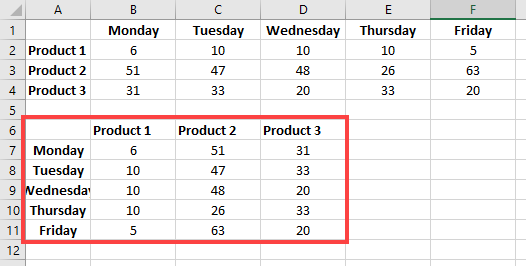 A B C D E F
1 Monday Tuesday Wednesday Thursday Friday
2 Product 1 6 10 10 10 5
3 Product 2 51 47 48 26 63
4 Product 3 31 33 20 33 20
5
6 Product 1 Product 2 Product 3
7 Monday 6 51 31
8 Tuesday 10 47 33
9 Wednesday 10 48 20
10 Thursday 10 26 33
11 Friday 5 63 20
12